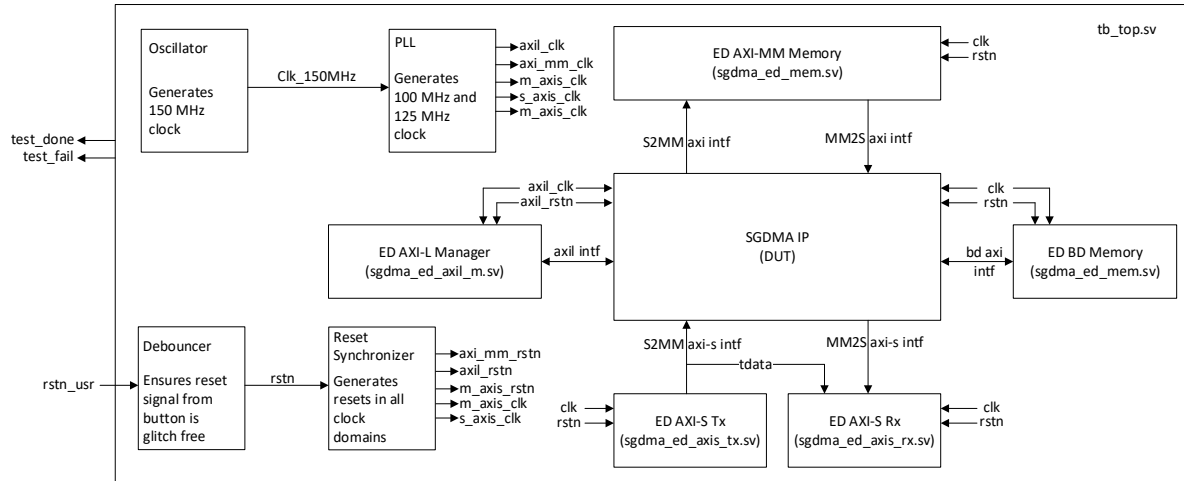 tb_top.sv
Oscillator
Generates
150 MHz
clock
Clk_150MHz
PLL
Generates
100 MHz and
125 MHz
clock
axil_clk
axi_mm_clk
m_axis_clk
s_axis_clk
m_axis_clk
ED AXI-MM Memory
(sgdma_ed_mem.sv)
clk
rstn
test_done
test_fail
S2MM axi intf
MM2S axi intf
axil_clk
axil_rstn
ED AXI-L Manager
(sgdma_ed_axil_m.sv)
axil intf
SGDMA IP
(DUT)
clk
rstn
bd axi
intf
ED BD Memory
(sgdma_ed_mem.sv)
rstn_usr
Debouncer
Ensures reset
signal from
button is
glitch free
rstn
Reset
Synchronizer
Generates
resets in all
clock
domains
axi_mm_rstn
axil_rstn
m_axis_rstn
m_axis_clk
s_axis_clk
S2MM axi-s intf
MM2S axi-s intf
tdata
clk
rstn
ED AXI-S Tx
(sgdma_ed_axis_tx.sv)
ED AXI-S Rx
(sgdma_ed_axis_rx.sv)
clk
rstn